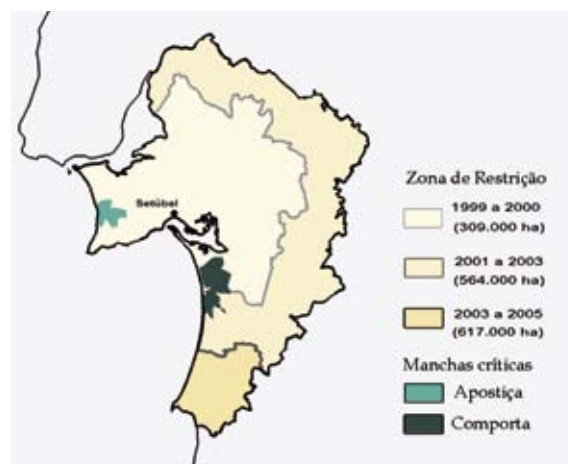 Setúbal
Zona de Restrição
1999 a 2000
(309.000 ha)
2001 a 2003
(564.000 ha)
2003 a 2005
(617.000 ha)
Manchas críticas
Apostiça
Comporta